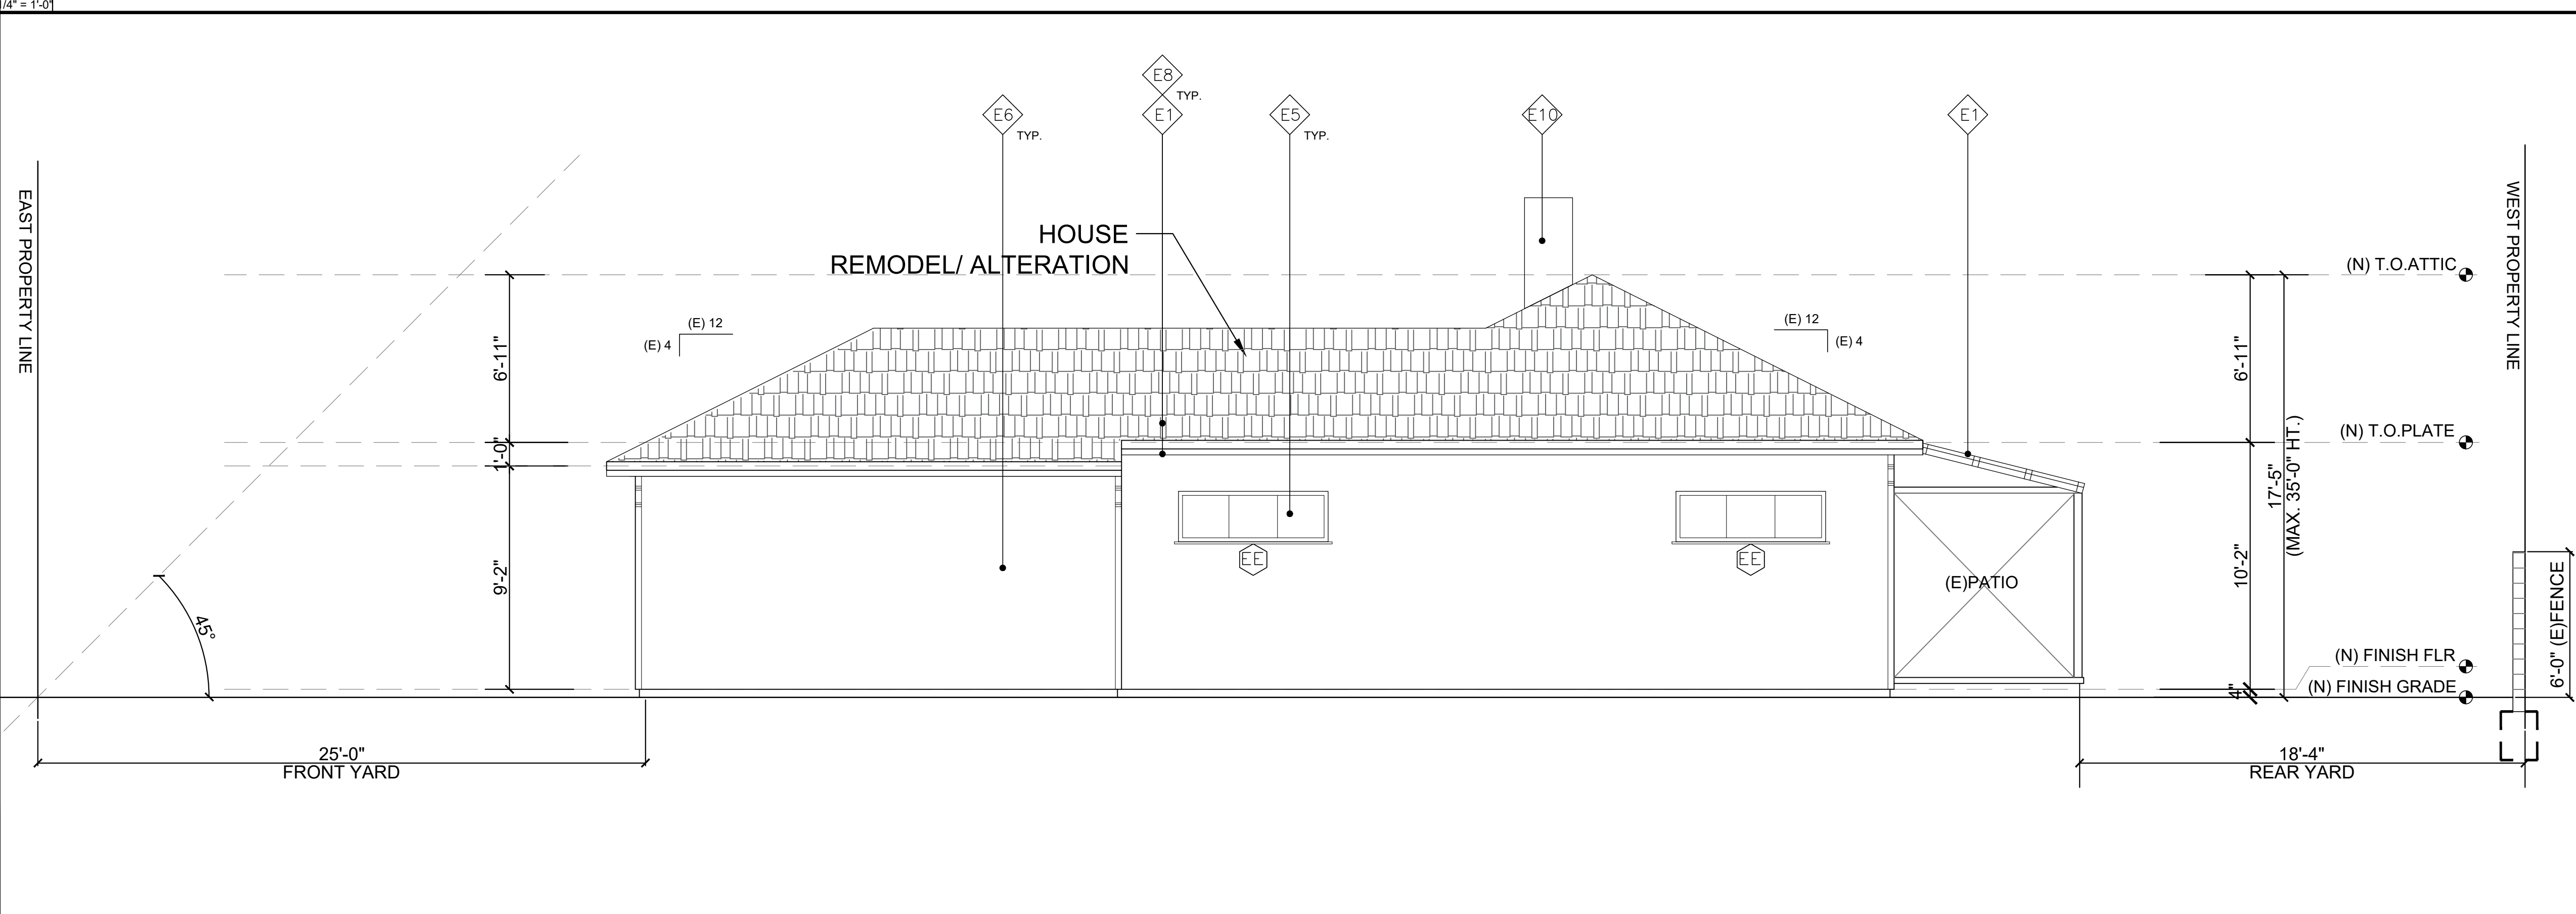 /4" = 1'-0"
E8
TYP.
E6
TYP.
E1
E5
TYP.
E10
E1
EAST PROPERTY LINE
WEST PROPERTY LINE
HOUSE
REMODEL/ ALTERATION
(N) T.O.ATTIC
(E) 12
(E) 4
(E) 12
(E) 4
6'-11"
6'-11"
1'-0"
(N) T.O.PLATE
17'-5"
(MAX. 35'-0" HT.)
9'-2"
10'-2"
EE
EE
(E)PATIO
6'-0" (E)FENCE
45°
(N) FINISH FLR
(N) FINISH GRADE
4"
25'-0"
FRONT YARD
18'-4"
REAR YARD